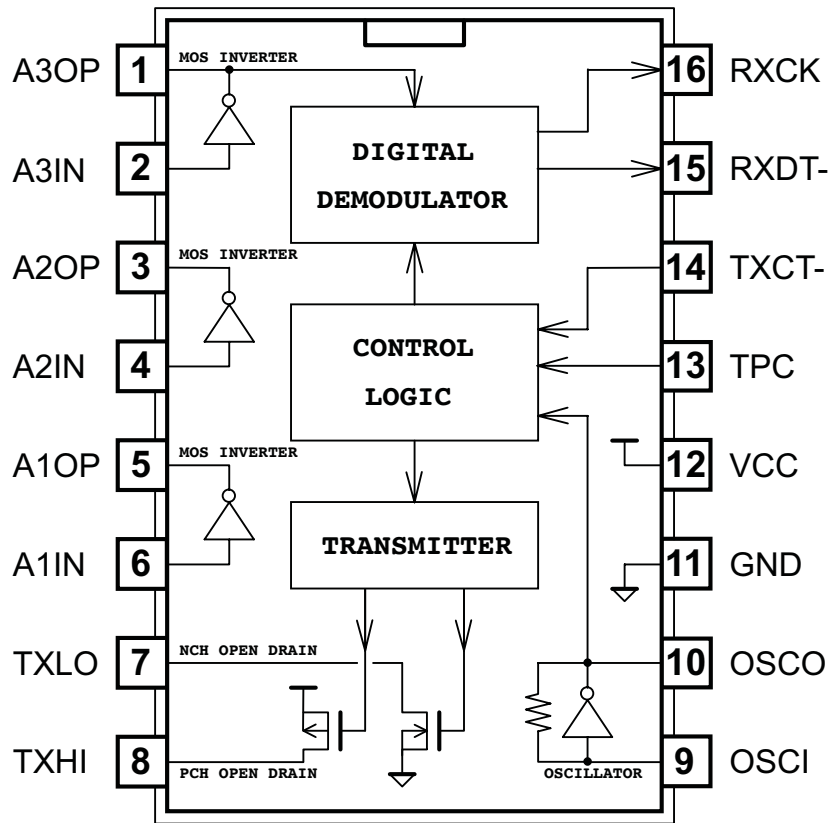 A3OP 1 MOS INVERTER 16 RXCK
A3IN 2 DIGITAL 15 RXDT-
DEMODULATOR
A2OP 3 MOS INVERTER 14 TXCT-
A2IN 4 CONTROL 13 TPC
LOGIC
A1OP 5 MOS INVERTER 12 VCC
TRANSMITTER
A1IN 6 11 GND
TXLO 7 NCH OPEN DRAIN 10 OSCO
TXHI 8 PCH OPEN DRAIN OSCILLATOR 9 OSCI